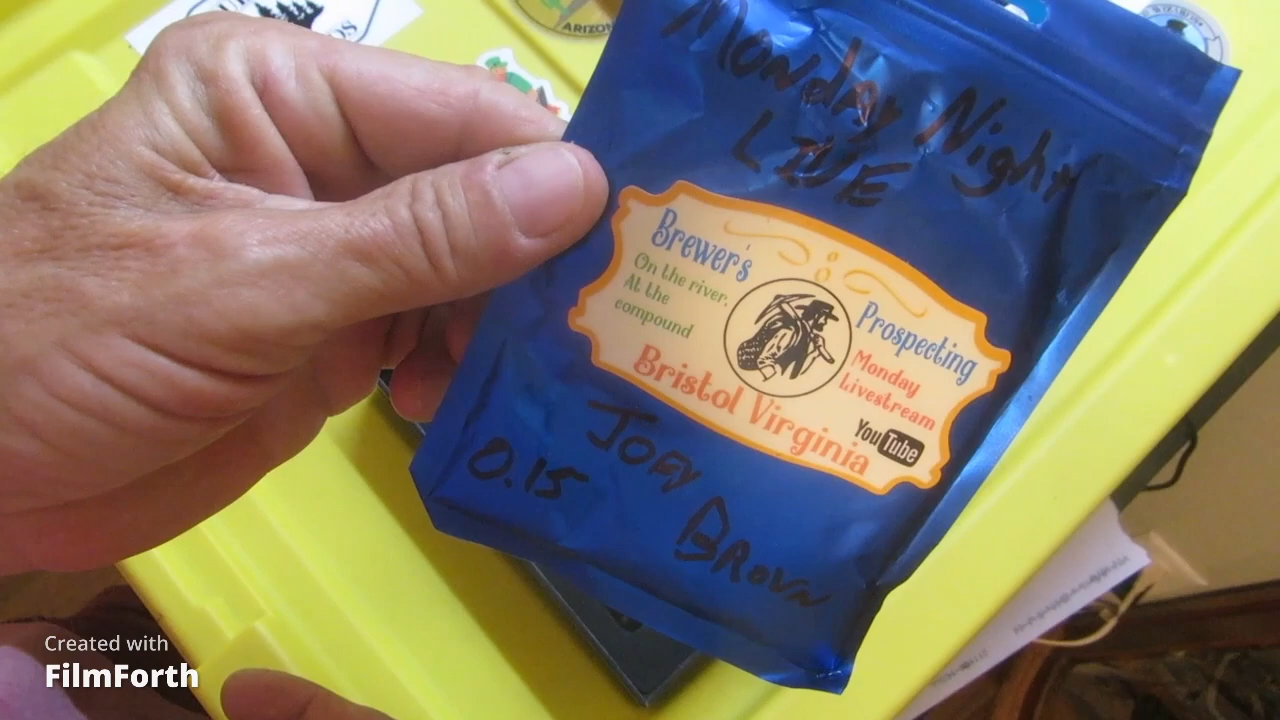 ARIZON
Monday Night
LIVE
Brewer's
Prospecting
On the river.
At the
compound
Monday
Livestream
YouTube
Bristol Virginia
Joey Brown
0.15
Created with
FilmForth